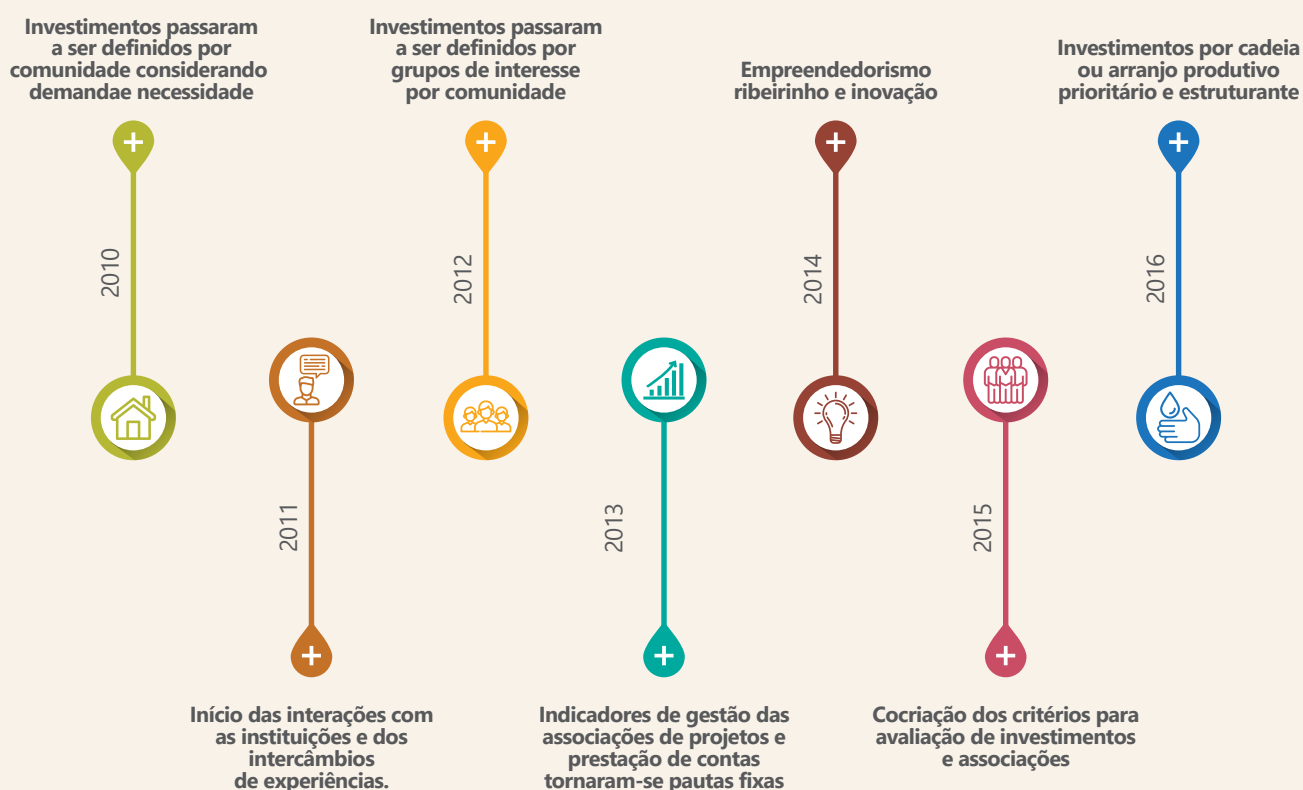 Investimentos passaram
a ser definidos por
comunidade considerando
demandae necessidade
2010
2011
Início das interações com
as instituições e dos
intercâmbios
de experiências.
Investimentos passaram
a ser definidos por
grupos de interesse
por comunidade
2012
2013
Indicadores de gestão das
associações de projetos e
prestação de contas
tornaram-se pautas fixas
Empreendedorismo
ribeirinho e inovação
2014
2015
Cocriação dos critérios para
avaliação de investimentos
e associações
Investimentos por cadeia
ou arranjo produtivo
prioritário e estruturante
2016